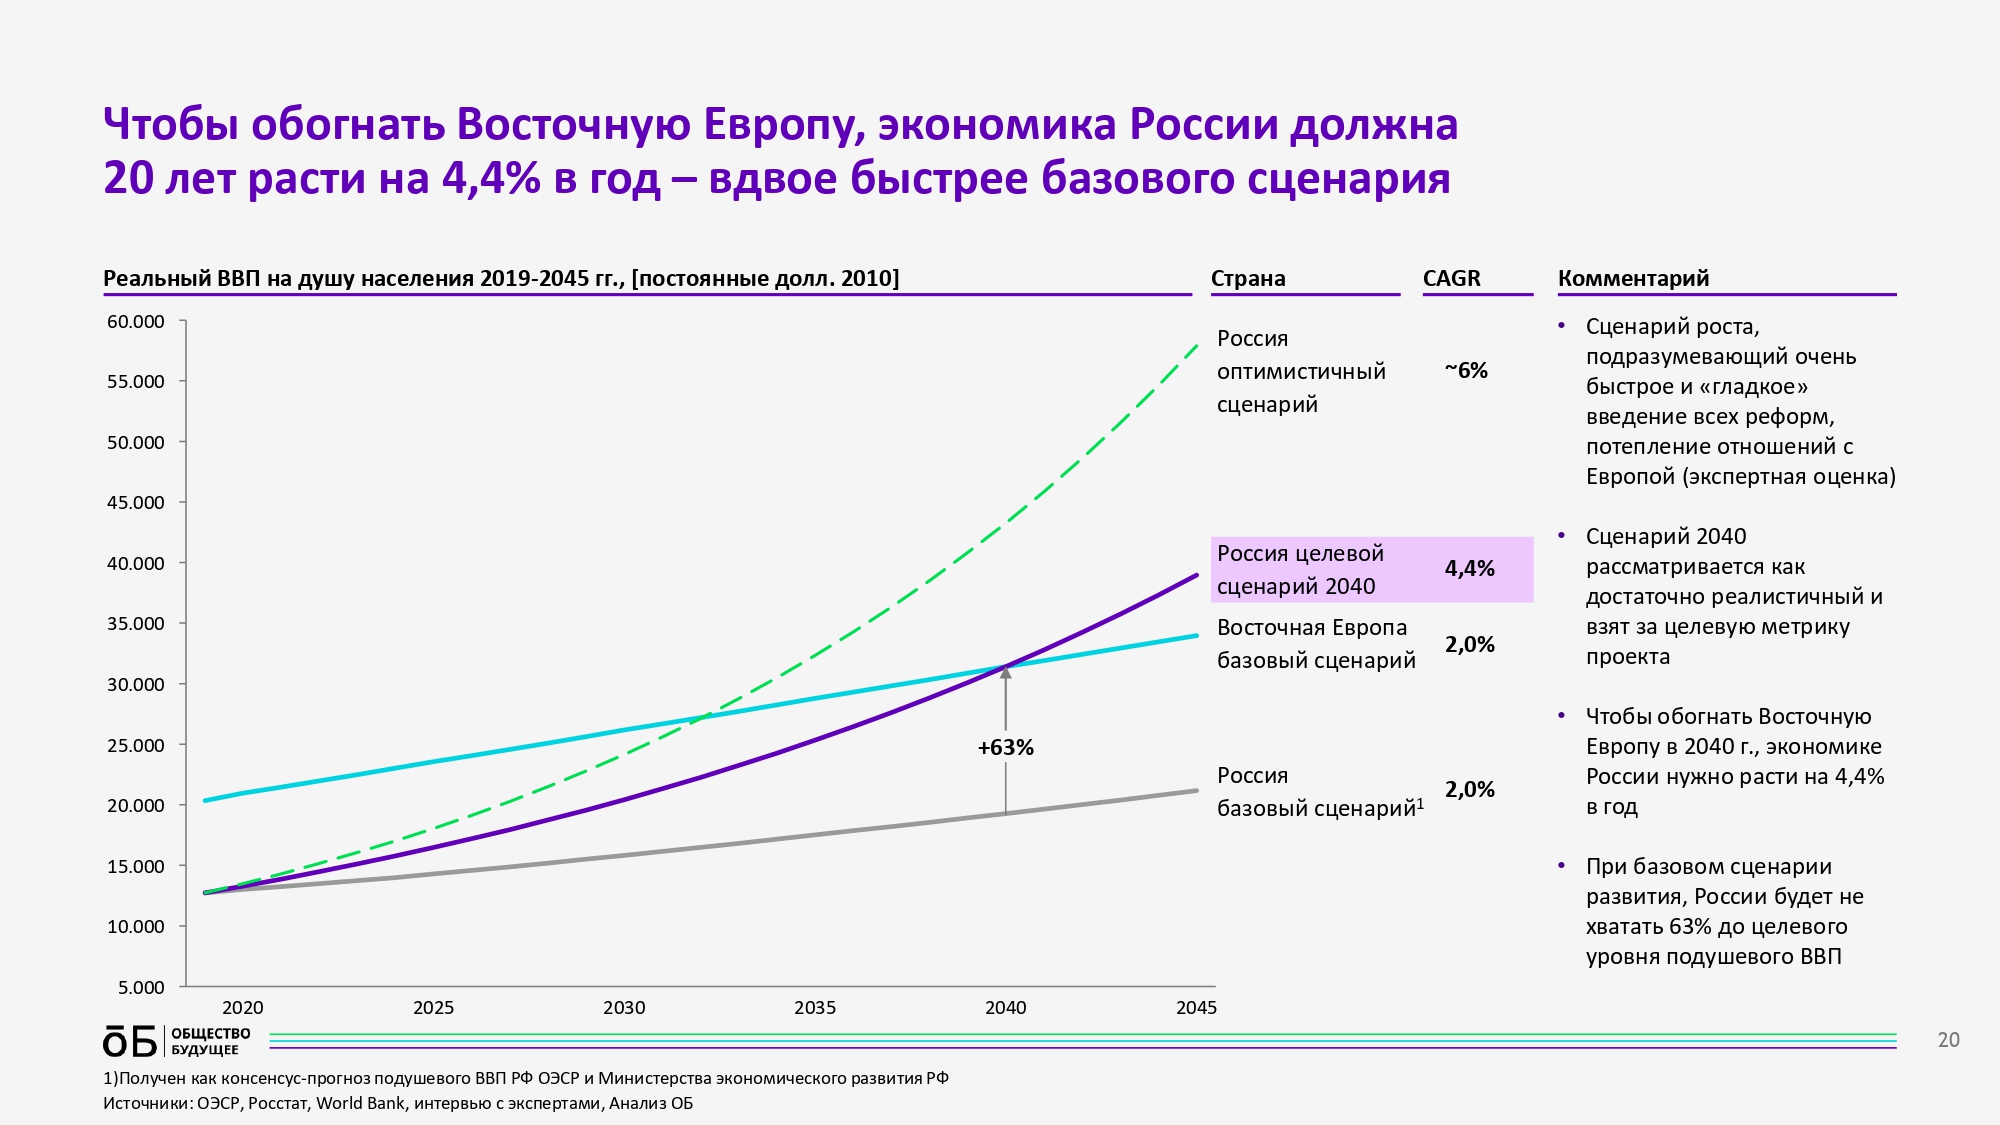 Чтобы обогнать Восточную Европу, экономика России должна
20 лет расти на 4,4% в год – вдвое быстрее базового сценария
Реальный ВВП на душу населения 2019-2045 гг., [постоянные долл. 2010]
60.000
55.000
50.000
45.000
40.000
35.000
30.000
25.000
20.000
15.000
10.000
5.000
2020
2025
2030
2035
2040
2045
+63%
Страна
CAGR
Россия
оптимистичный
сценарий
~6%
Россия целевой
сценарий 2040
4,4%
Восточная Европа
базовый сценарий
2,0%
Россия
базовый сценарий¹
2,0%
Комментарий
• Сценарий роста,
подразумевающий очень
быстрое и «гладкое»
введение всех реформ,
потепление отношений с
Европой (экспертная оценка)
• Сценарий 2040
рассматривается как
достаточно реалистичный и
взят за целевую метрику
проекта
• Чтобы обогнать Восточную
Европу в 2040 г., экономике
России нужно расти на 4,4%
в год
• При базовом сценарии
развития, России будет не
хватать 63% до целевого
уровня подушевого ВВП
ōБ
ОБЩЕСТВО
БУДУЩЕЕ
20
1)Получен как консенсус-прогноз подушевого ВВП РФ ОЭСР и Министерства экономического развития РФ
Источники: ОЭСР, Росстат, World Bank, интервью с экспертами, Анализ ОБ